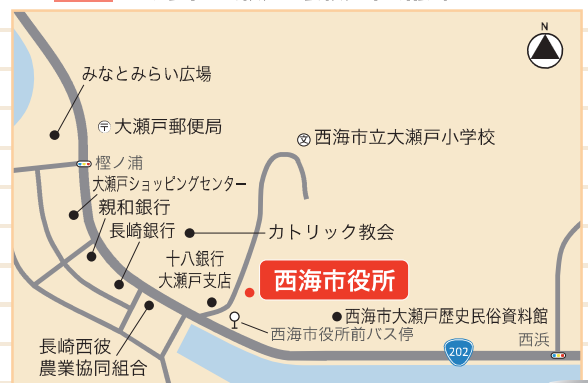 N
みなとみらい広場
〒大瀬戸郵便局
文 西海市立大瀬戸小学校
樫ノ浦
大瀬戸ショッピングセンター
親和銀行
長崎銀行
カトリック教会
十八銀行
大瀬戸支店
西海市役所
西海市大瀬戸歴史民俗資料館
西海市役所前バス停
西浜
長崎西彼
農業協同組合
202